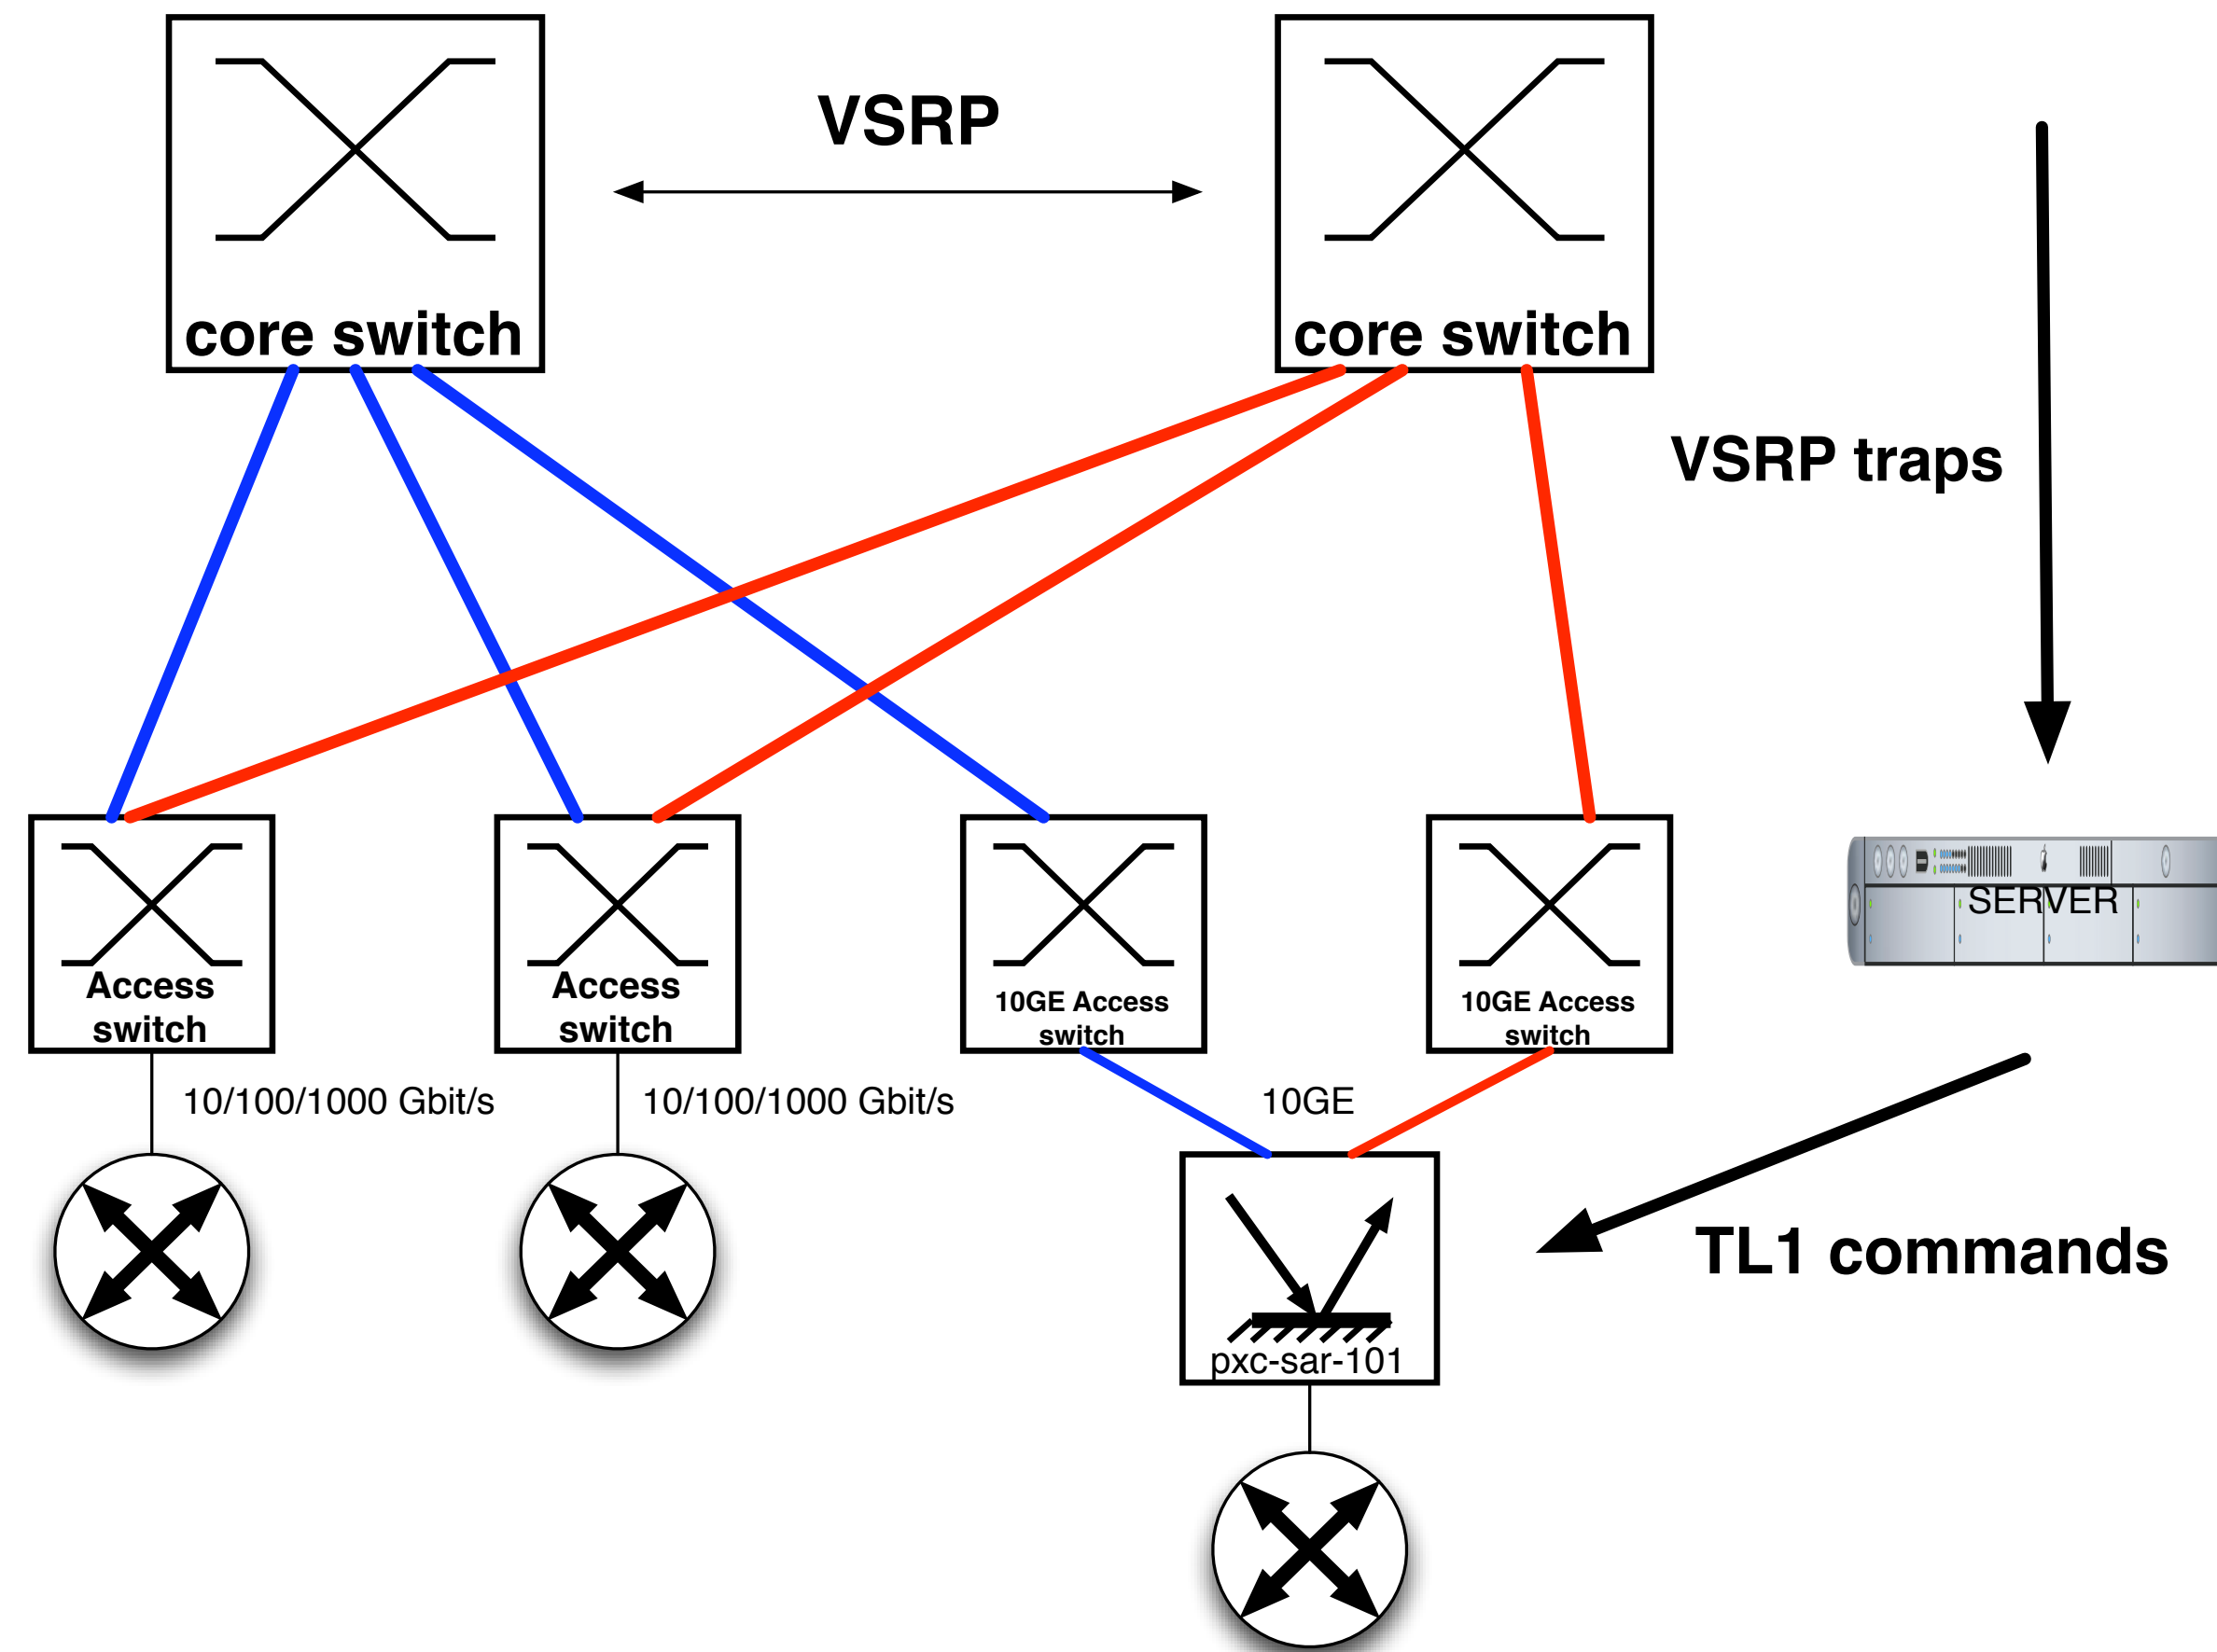 VSRP
core switch
core switch
VSRP traps
SERVER
Access
switch
Access
switch
10GE Access
switch
10GE Access
switch
10/100/1000 Gbit/s
10/100/1000 Gbit/s
10GE
TL1 commands
pxc-sar-101